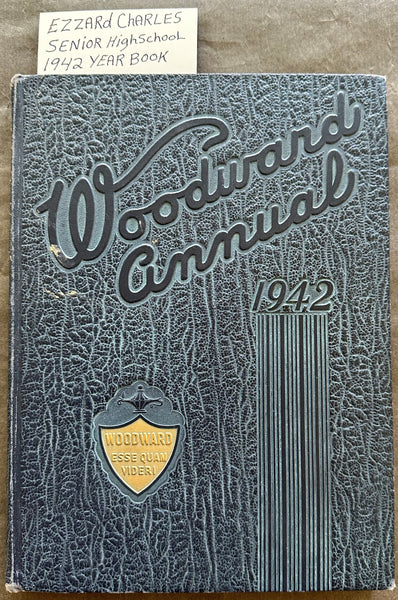 EZZARd CHARLES
SENiOR HighSchool
1942 YEAR BOOK
Woodward
Annual
1942
WOODWARD
ESSE QUAM
VIDERI